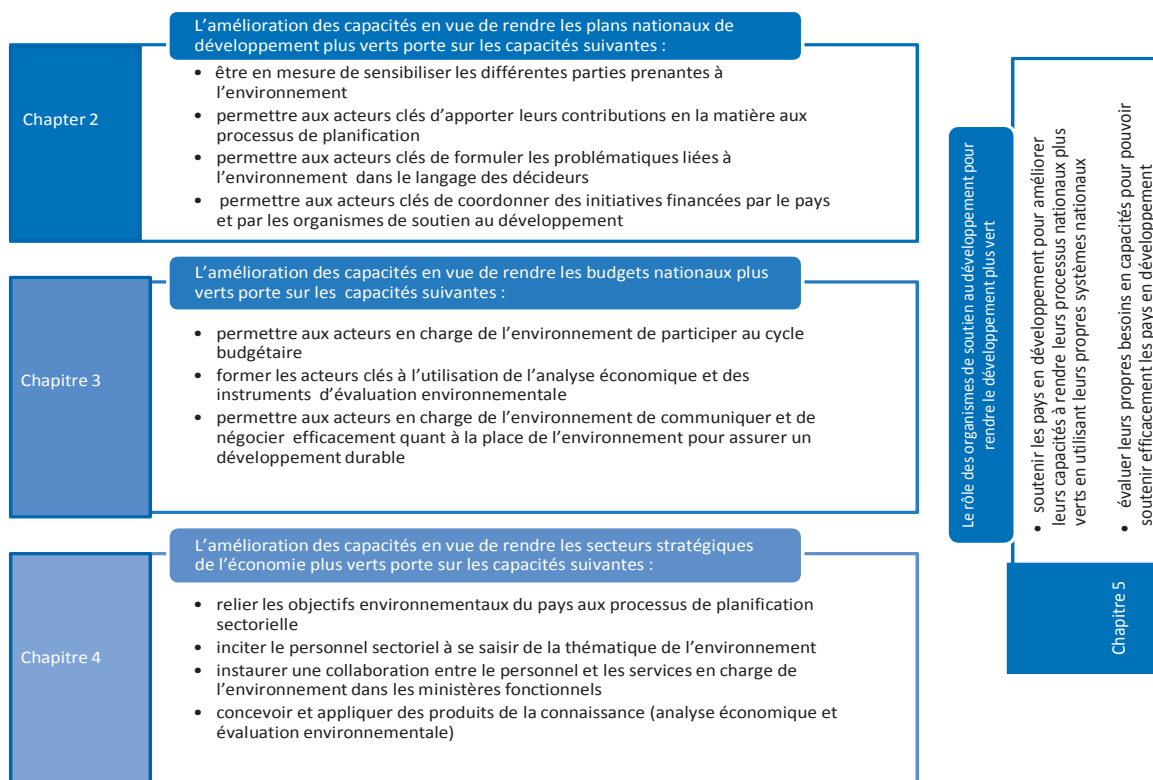 L’amélioration des capacités en vue de rendre les plans nationaux de
développement plus verts porte sur les capacités suivantes :
Chapter 2
• être en mesure de sensibiliser les différentes parties prenantes à
l’environnement
• permettre aux acteurs clés d’apporter leurs contributions en la matière aux
processus de planification
• permettre aux acteurs clés de formuler les problématiques liées à
l’environnement dans le langage des décideurs
• permettre aux acteurs clés de coordonner des initiatives financées par le pays
et par les organismes de soutien au développement
L’amélioration des capacités en vue de rendre les budgets nationaux plus
verts porte sur les capacités suivantes :
Chapitre 3
• permettre aux acteurs en charge de l’environnement de participer au cycle
budgétaire
• former les acteurs clés à l’utilisation de l’analyse économique et des
instruments d’évaluation environnementale
• permettre aux acteurs en charge de l’environnement de communiquer et de
négocier efficacement quant à la place de l’environnement pour assurer un
développement durable
L’amélioration des capacités en vue de rendre les secteurs stratégiques
de l’économie plus verts porte sur les capacités suivantes :
Chapitre 4
• relier les objectifs environnementaux du pays aux processus de planification
sectorielle
• inciter le personnel sectoriel à se saisir de la thématique de l’environnement
• instaurer une collaboration entre le personnel et les services en charge de
l’environnement dans les ministères fonctionnels
• concevoir et appliquer des produits de la connaissance (analyse économique et
évaluation environnementale)
Le rôle des organismes de soutien au développement pour
rendre le développement plus vert
• soutenir les pays en développement pour améliorer
leurs capacités à rendre leurs processus nationaux plus
verts en utilisant leurs propres systèmes nationaux
• évaluer leurs propres besoins en capacités pour pouvoir
soutenir efficacement les pays en développement
Chapitre 5